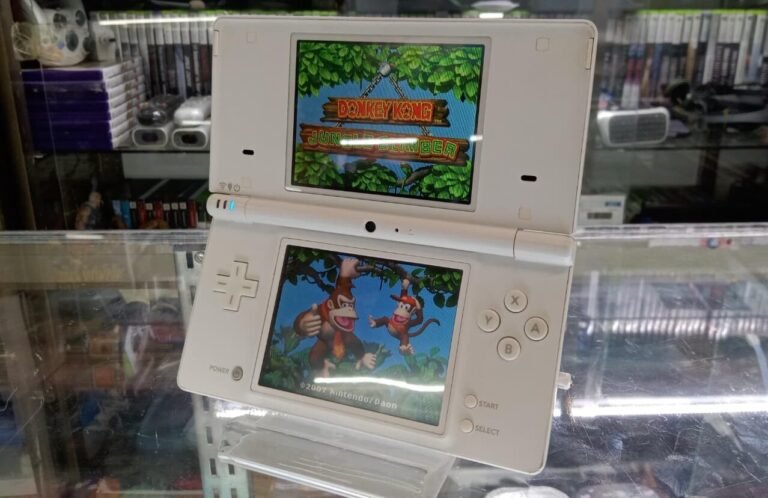 DONKEY KONG
JUNGLE CLIMBER
©2007 Nintendo/Paon
POWER
X
Y
A
B
START
SELECT